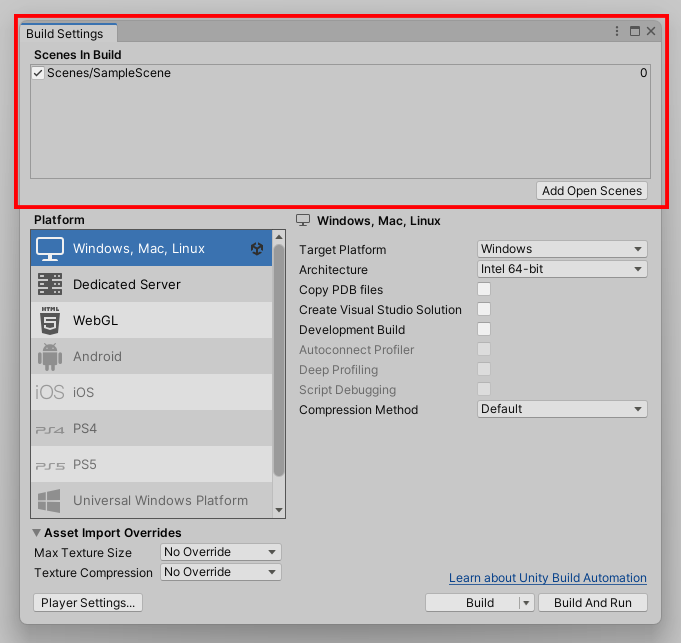 Build Settings
Scenes In Build
Scenes/SampleScene 0
Add Open Scenes
Platform
Windows, Mac, Linux
Dedicated Server
HTML
5
WebGL
Android
iOS iOS
PS4 PS4
PS5 PS5
Universal Windows Platform
Windows, Mac, Linux
Target Platform Windows
Architecture Intel 64-bit
Copy PDB files
Create Visual Studio Solution
Development Build
Autoconnect Profiler
Deep Profiling
Script Debugging
Compression Method Default
Asset Import Overrides
Max Texture Size No Override
Texture Compression No Override
Learn about Unity Build Automation
Player Settings... Build Build And Run